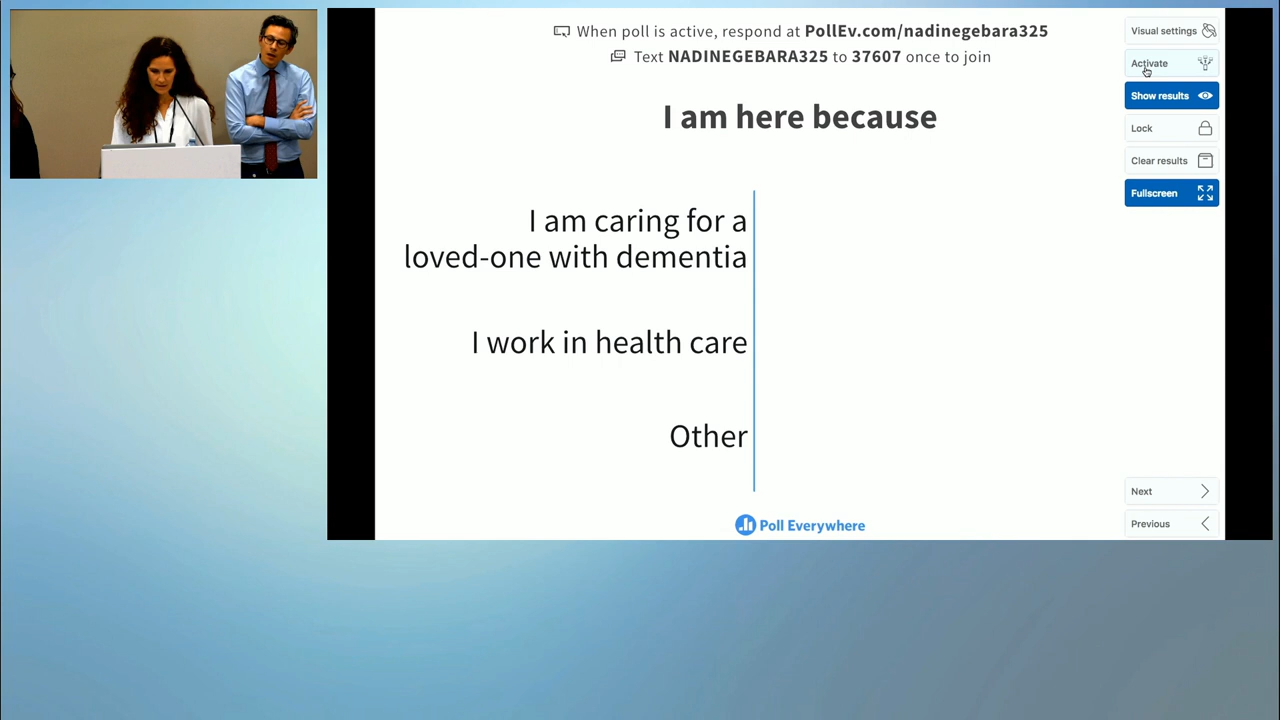 When poll is active, respond at PollEv.com/nadinegebara325
Text NADINEGEBARA325 to 37607 once to join
I am here because
I am caring for a
loved-one with dementia
I work in health care
Other
Poll Everywhere
Visual settings
Activate
Show results
Lock
Clear results
Fullscreen
Next
Previous